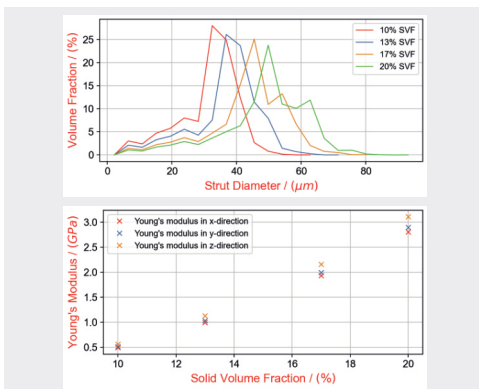 10% SVF
13% SVF
17% SVF
20% SVF
Volume Fraction / (%)
25
20
15
10
5
0
0 20 40 60 80
Strut Diameter / (μm)
Young's modulus in x-direction
Young's modulus in y-direction
Young's modulus in z-direction
Young's Modulus / (GPa)
3.0
2.5
2.0
1.5
1.0
0.5
10 12 14 16 18 20
Solid Volume Fraction / (%)